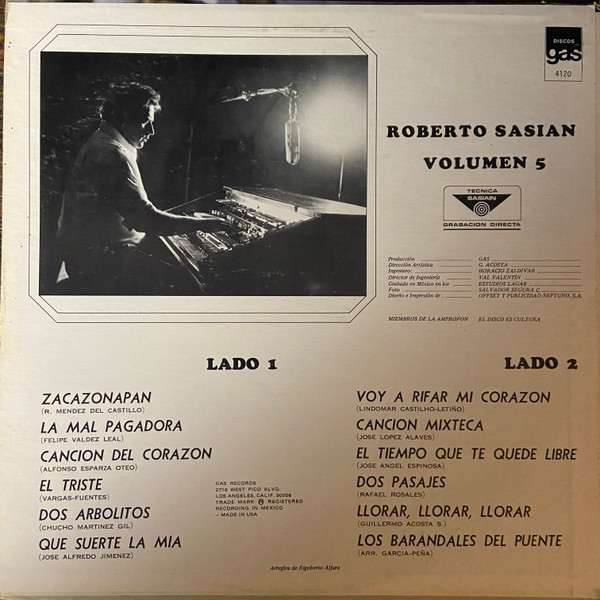 DISCOS
gas
4120
ROBERTO SASIAN
VOLUMEN 5
TECNICA
SASIAIN
GRABACION DIRECTA
Producción GAS
Dirección Artística G. ACOSTA
Ingeniero: HORACIO ZALDIVAR
Director de Ingeniería VAL VALENTIN
Grabado en México en los ESTUDIOS LAGAB
Foto SALVADOR SEGURA C.
Diseño e Impresión de OFFSET Y PUBLICIDAD NEPTUNO, S.A.
MIEMBROS DE LA AMPROFON EL DISCO ES CULTURA
LADO 1
ZACAZONAPAN
(R. MENDEZ DEL CASTILLO)
LA MAL PAGADORA
(FELIPE VALDEZ LEAL)
CANCION DEL CORAZON
(ALFONSO ESPARZA OTEO)
EL TRISTE
(VARGAS-FUENTES)
DOS ARBOLITOS
(CHUCHO MARTINEZ GIL)
QUE SUERTE LA MIA
(JOSE ALFREDO JIMENEZ)
GAS RECORDS
2716 WEST PICO BLVD.
LOS ANGELES, CALIF. 90006
TRADE MARK ® REGISTERED
RECORDING IN MEXICO
– MADE IN USA
LADO 2
VOY A RIFAR MI CORAZON
(LINDOMAR CASTILHO-LETIÑO)
CANCION MIXTECA
(JOSE LOPEZ ALAVES)
EL TIEMPO QUE TE QUEDE LIBRE
(JOSE ANGEL ESPINOSA)
DOS PASAJES
(RAFAEL ROSALES)
LLORAR, LLORAR, LLORAR
(GUILLERMO ACOSTA S.)
LOS BARANDALES DEL PUENTE
(ARR. GARCIA-PEÑA)
Arreglos de Rigoberto Alfaro